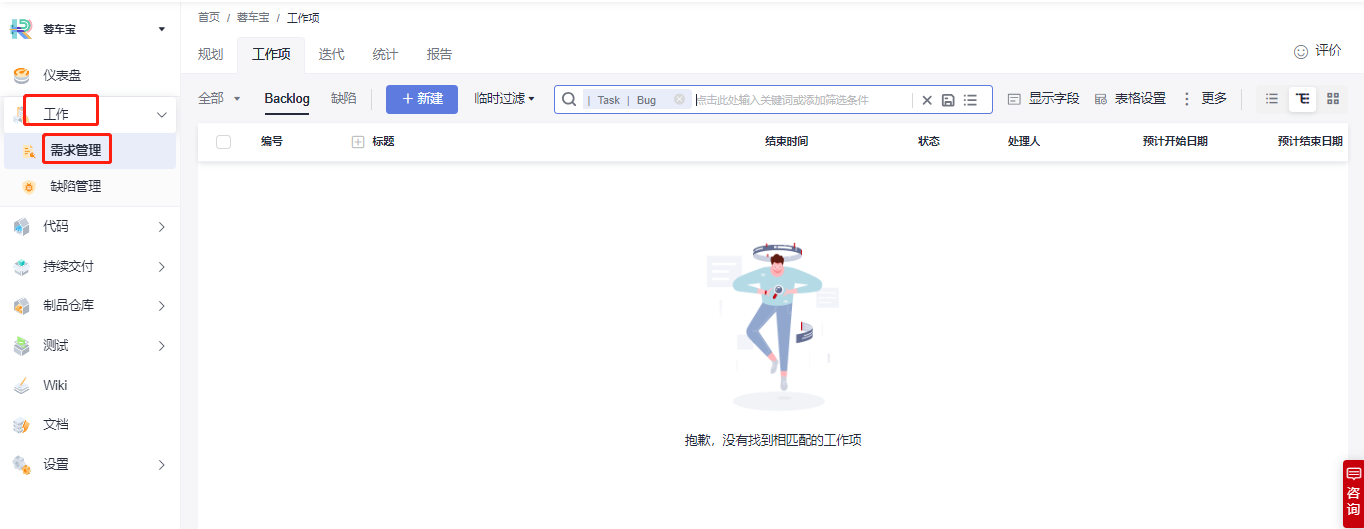 蓉车宝
仪表盘
工作
需求管理
缺陷管理
代码
持续交付
制品仓库
测试
Wiki
文档
设置
首页 / 蓉车宝 / 工作项
规划 工作项 迭代 统计 报告
评价
全部 Backlog 缺陷 + 新建 临时过滤 | Task | Bug 点击此处输入关键词或添加筛选条件 显示字段 表格设置 更多
编号 标题 结束时间 状态 处理人 预计开始日期 预计结束日期
抱歉，没有找到相匹配的工作项
咨询